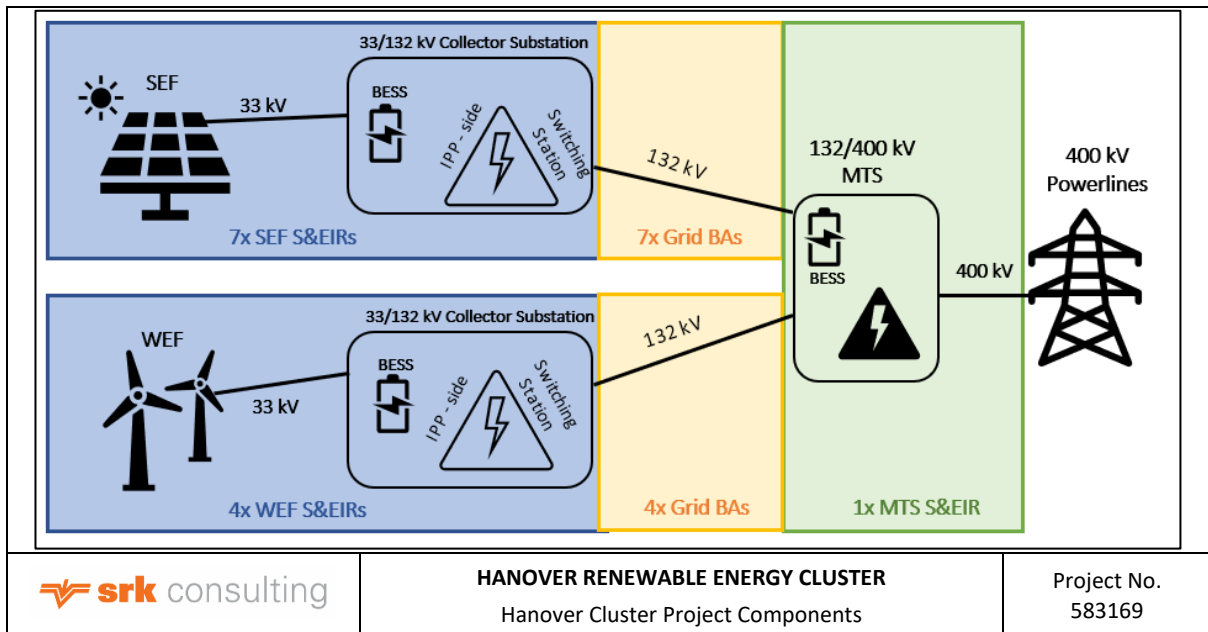 33/132 kV Collector Substation
SEF
33 kV
BESS
IPP - side
Switching
Station
7x SEF S&EIRs
132 kV
7x Grid BAs
132/400 kV
MTS
BESS
400 kV
1x MTS S&EIR
400 kV
Powerlines
33/132 kV Collector Substation
WEF
33 kV
BESS
IPP - side
Switching
Station
4x WEF S&EIRs
132 kV
4x Grid BAs
srk consulting
HANOVER RENEWABLE ENERGY CLUSTER
Hanover Cluster Project Components
Project No.
583169